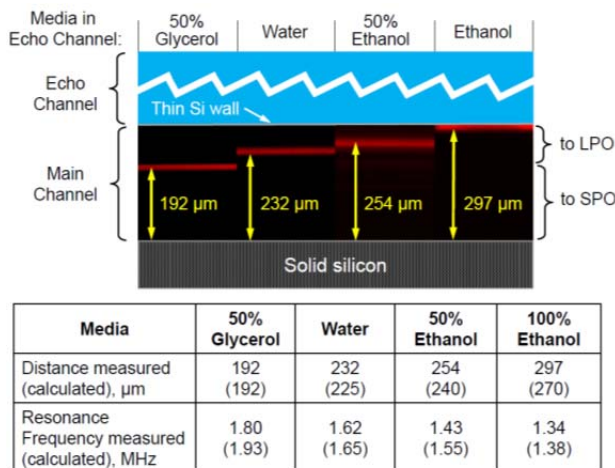 Media in
Echo Channel:
50%
Glycerol
Water
50%
Ethanol
Ethanol
Echo
Channel
Thin Si wall
Main
Channel
192 µm
232 µm
254 µm
297 µm
to LPO
to SPO
Solid silicon
Media
50%
Glycerol
Water
50%
Ethanol
100%
Ethanol
Distance measured
(calculated), µm
192
(192)
232
(225)
254
(240)
297
(270)
Resonance
Frequency measured
(calculated), MHz
1.80
(1.93)
1.62
(1.65)
1.43
(1.55)
1.34
(1.38)